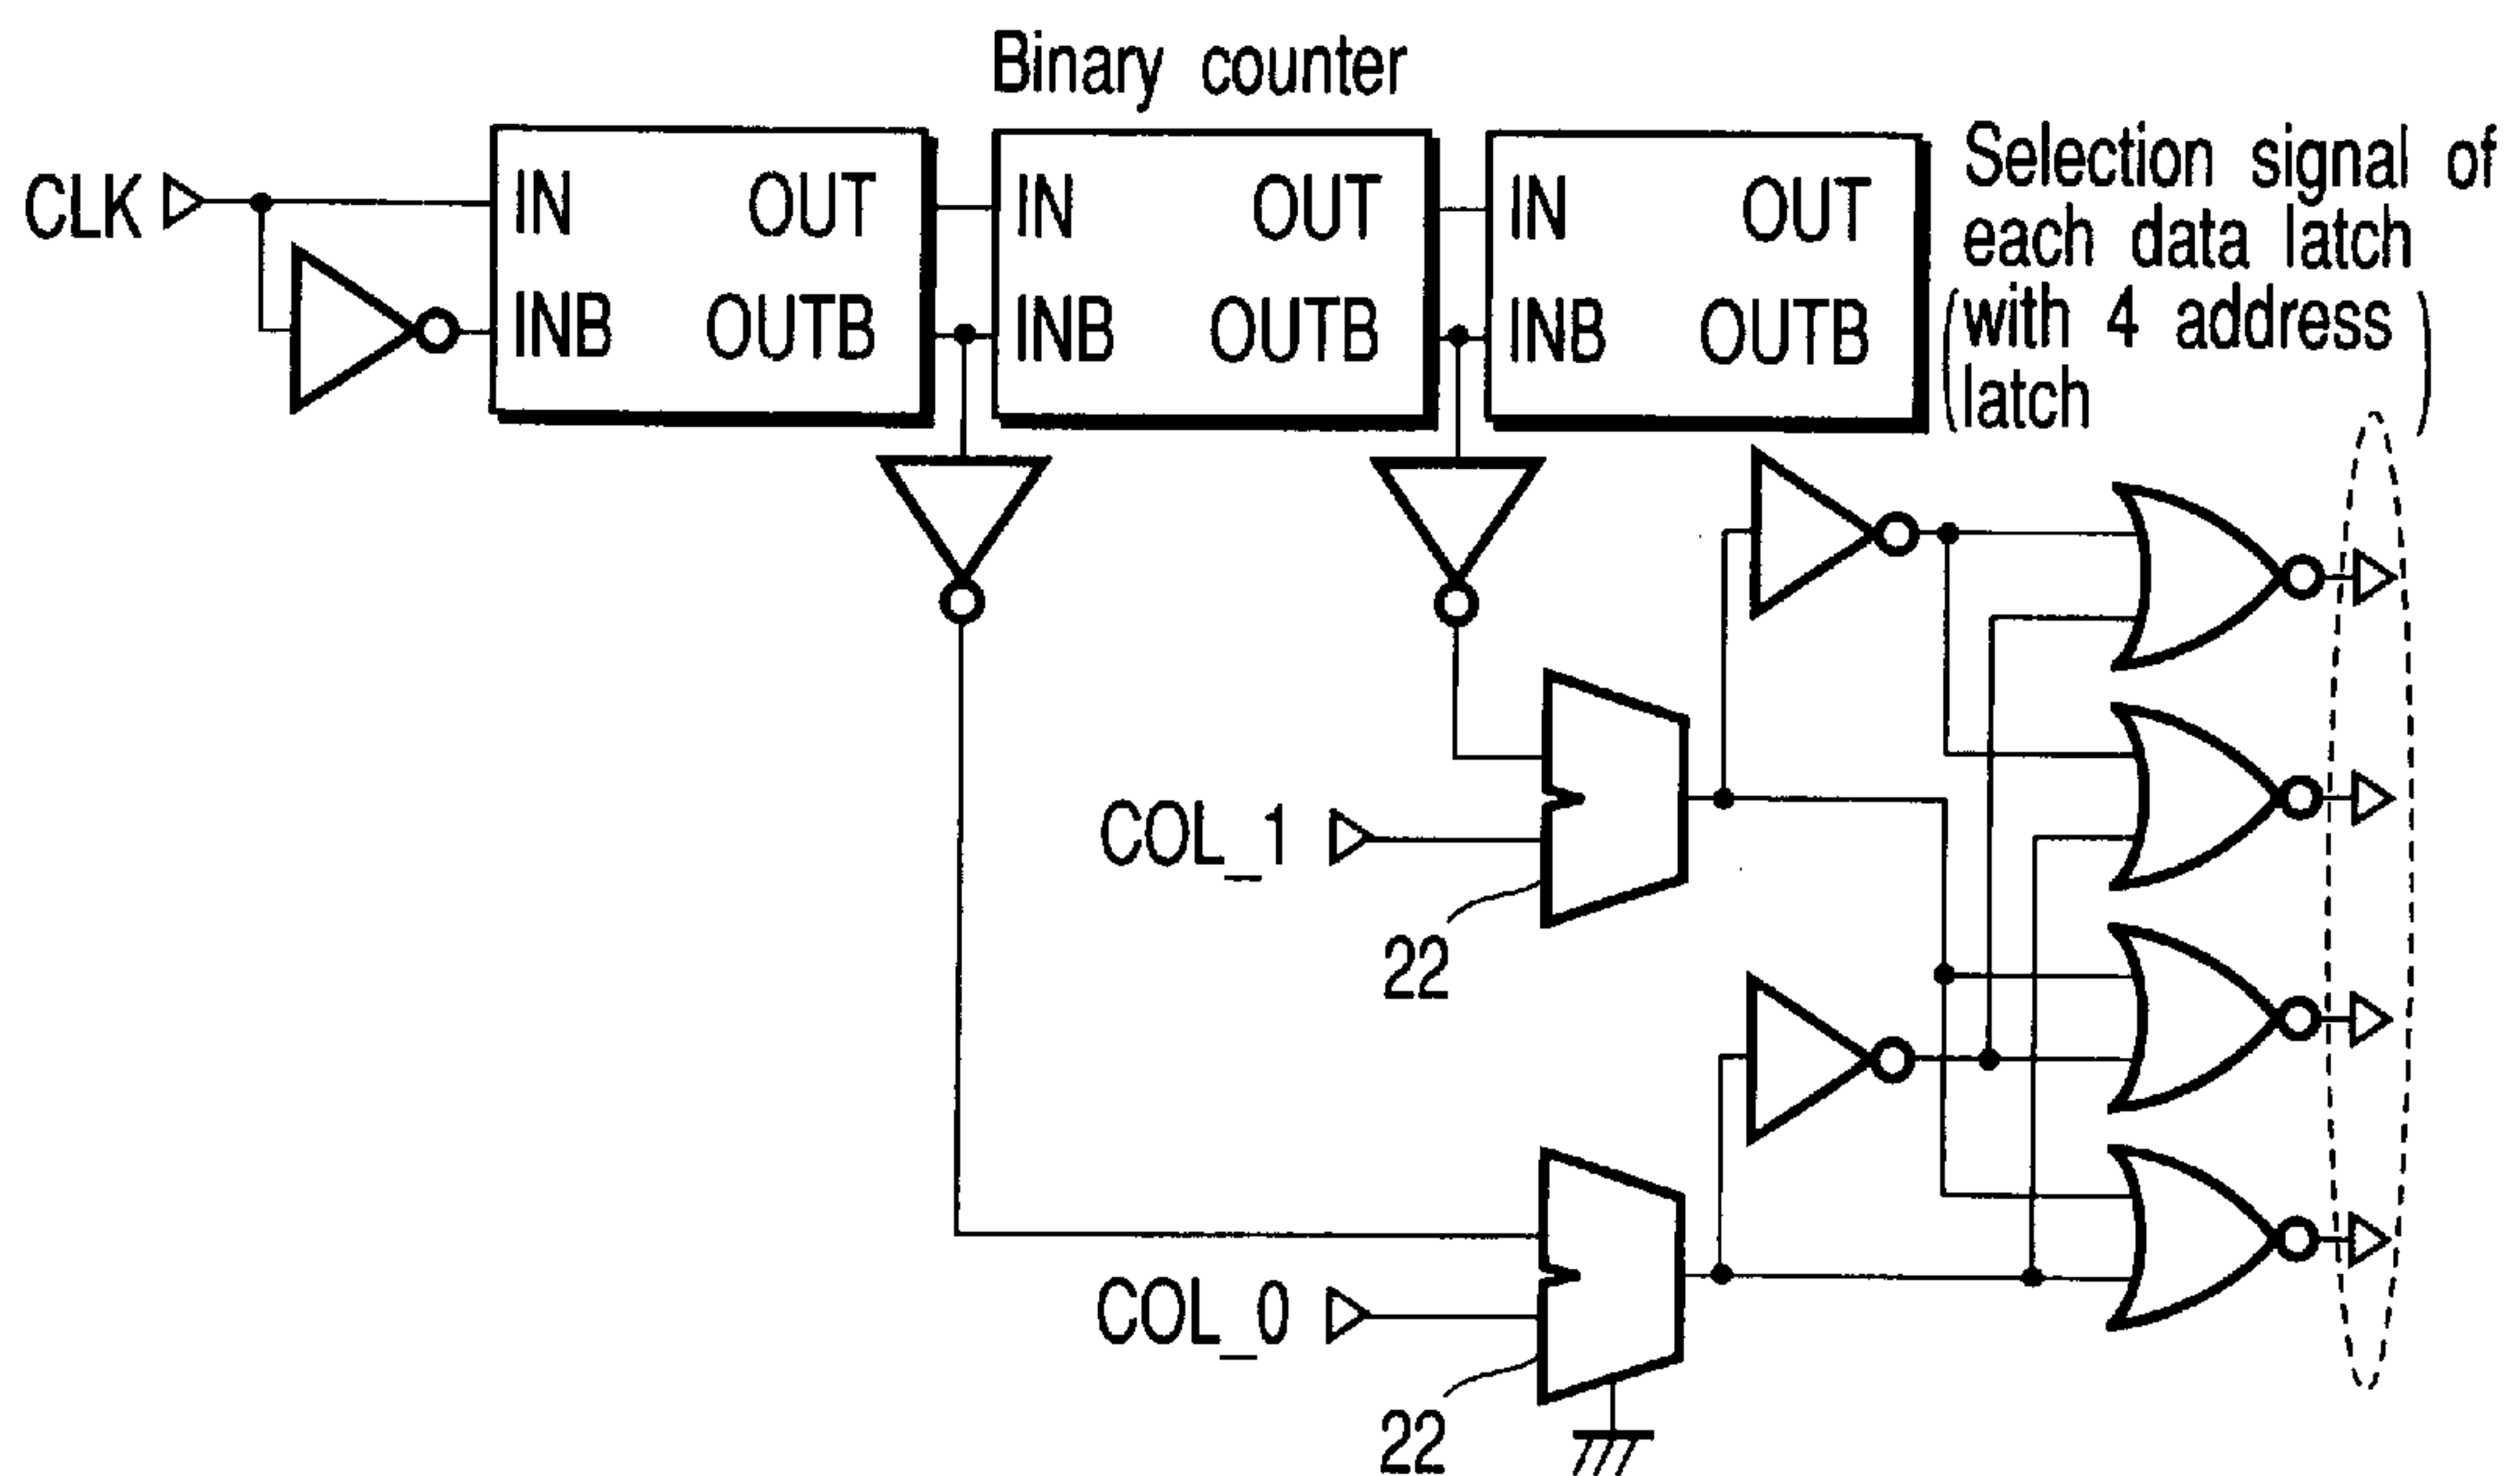 Binary counter
CLK
IN OUT
INB OUTB
IN OUT
INB OUTB
IN OUT
INB OUTB
Selection signal of
each data latch
(with 4 address
latch)
COL_1
22
COL_0
22